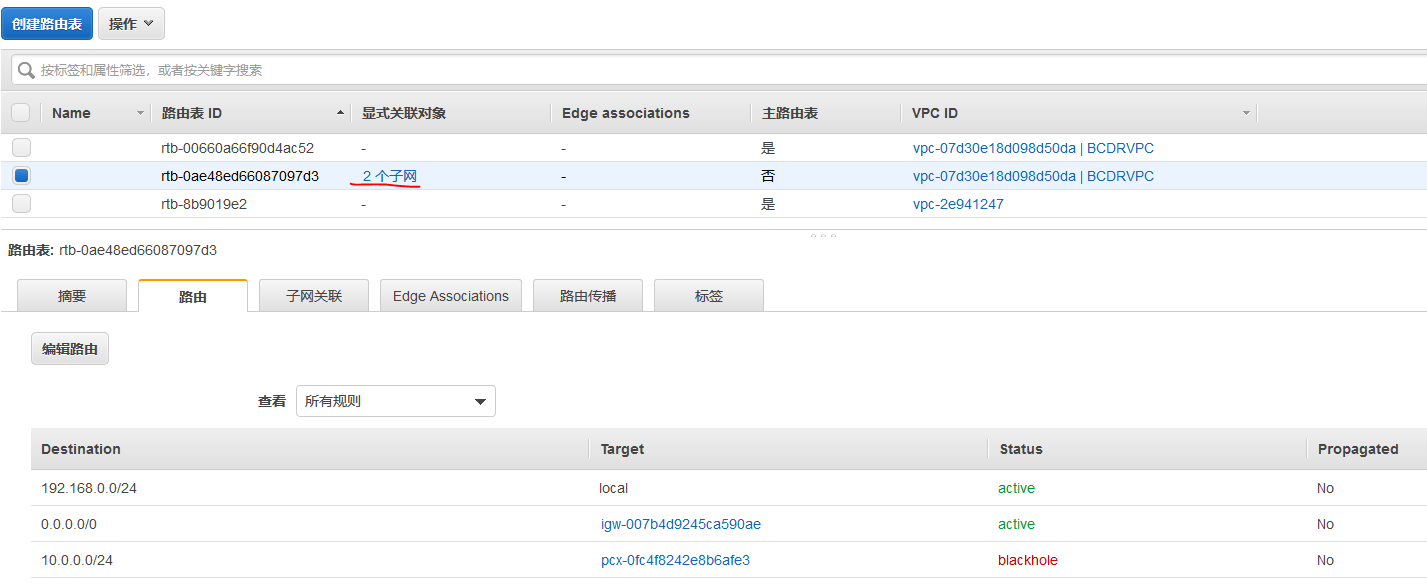 创建路由表 操作
按标签和属性筛选，或者按关键字搜索
Name 路由表 ID 显式关联对象 Edge associations 主路由表 VPC ID
rtb-00660a66f90d4ac52 - - 是 vpc-07d30e18d098d50da | BCDRVPC
rtb-0ae48ed66087097d3 2 个子网 - 否 vpc-07d30e18d098d50da | BCDRVPC
rtb-8b9019e2 - - 是 vpc-2e941247
路由表: rtb-0ae48ed66087097d3
摘要 路由 子网关联 Edge Associations 路由传播 标签
编辑路由
查看 所有规则
Destination Target Status Propagated
192.168.0.0/24 local active No
0.0.0.0/0 igw-007b4d9245ca590ae active No
10.0.0.0/24 pcx-0fc4f8242e8b6afe3 blackhole No